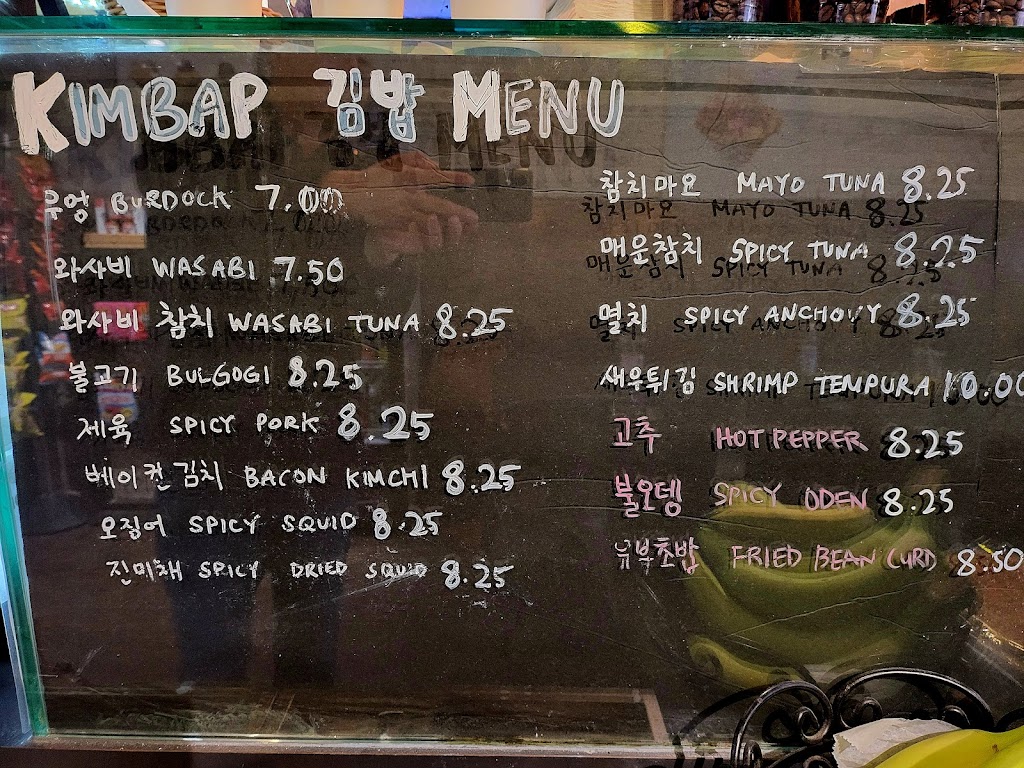 KIMBAP 김밥 MENU
우엉 BURDOCK 7.00
와사비 WASABI 7.50
와사비 참치 WASABI TUNA 8.25
불고기 BULGOGI 8.25
제육 SPICY PORK 8.25
베이컨김치 BACON KIMCHI 8.25
오징어 SPICY SQUID 8.25
진미채 SPICY DRIED SQUID 8.25
참치마요 MAYO TUNA 8.25
매운참치 SPICY TUNA 8.25
멸치 SPICY ANCHOVY 8.25
새우튀김 SHRIMP TEMPURA 10.00
고추 HOT PEPPER 8.25
불오뎅 SPICY ODEN 8.25
유부초밥 FRIED BEAN CURD 8.50